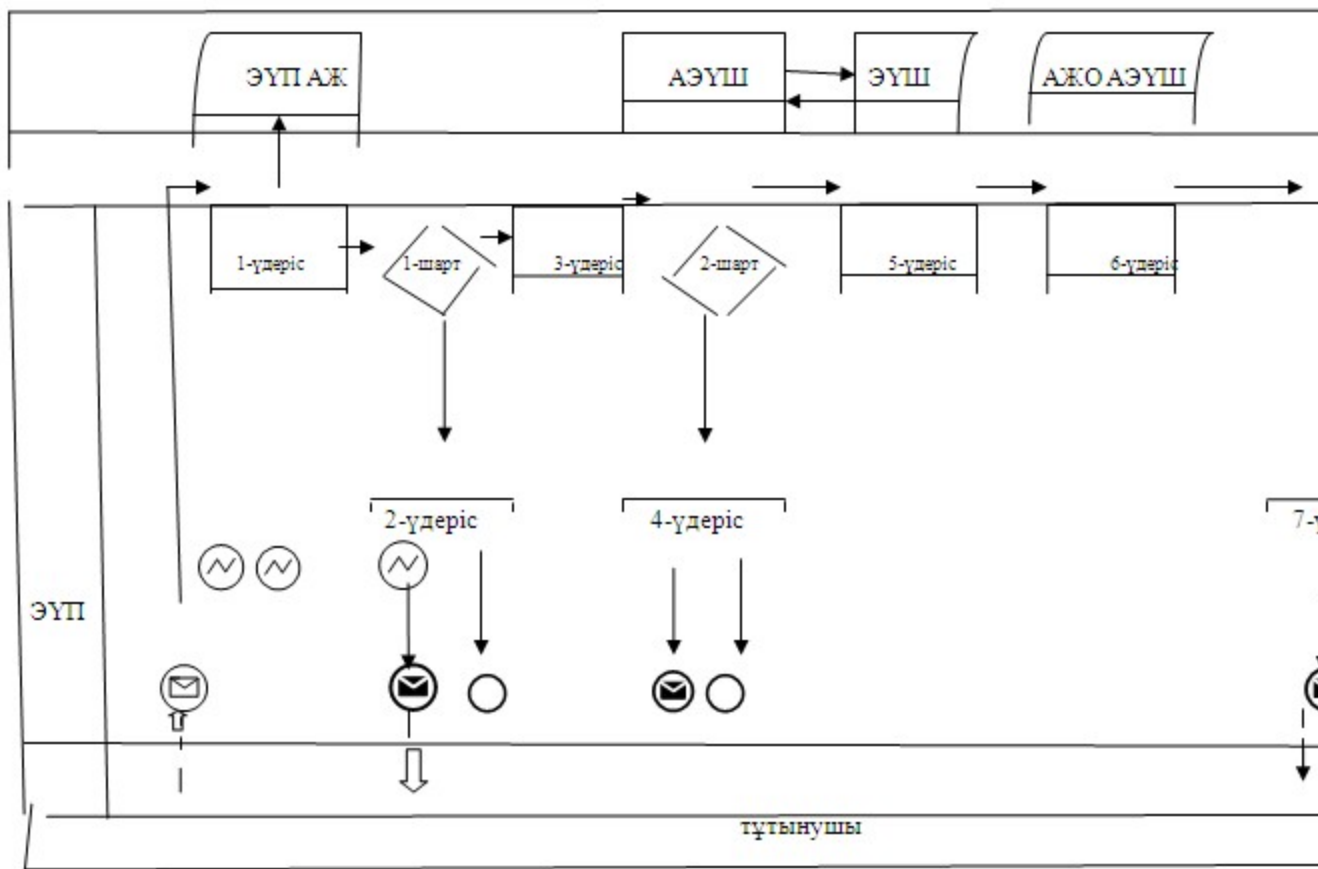 ЭҮП АЖ
АЭҮШ
ЭҮШ
АЖО АЭҮШ
1-үдеріс
1-шарт
3-үдеріс
2-шарт
5-үдеріс
6-үдеріс
2-үдеріс
4-үдеріс
7-ү
ЭҮП
тұтынушы